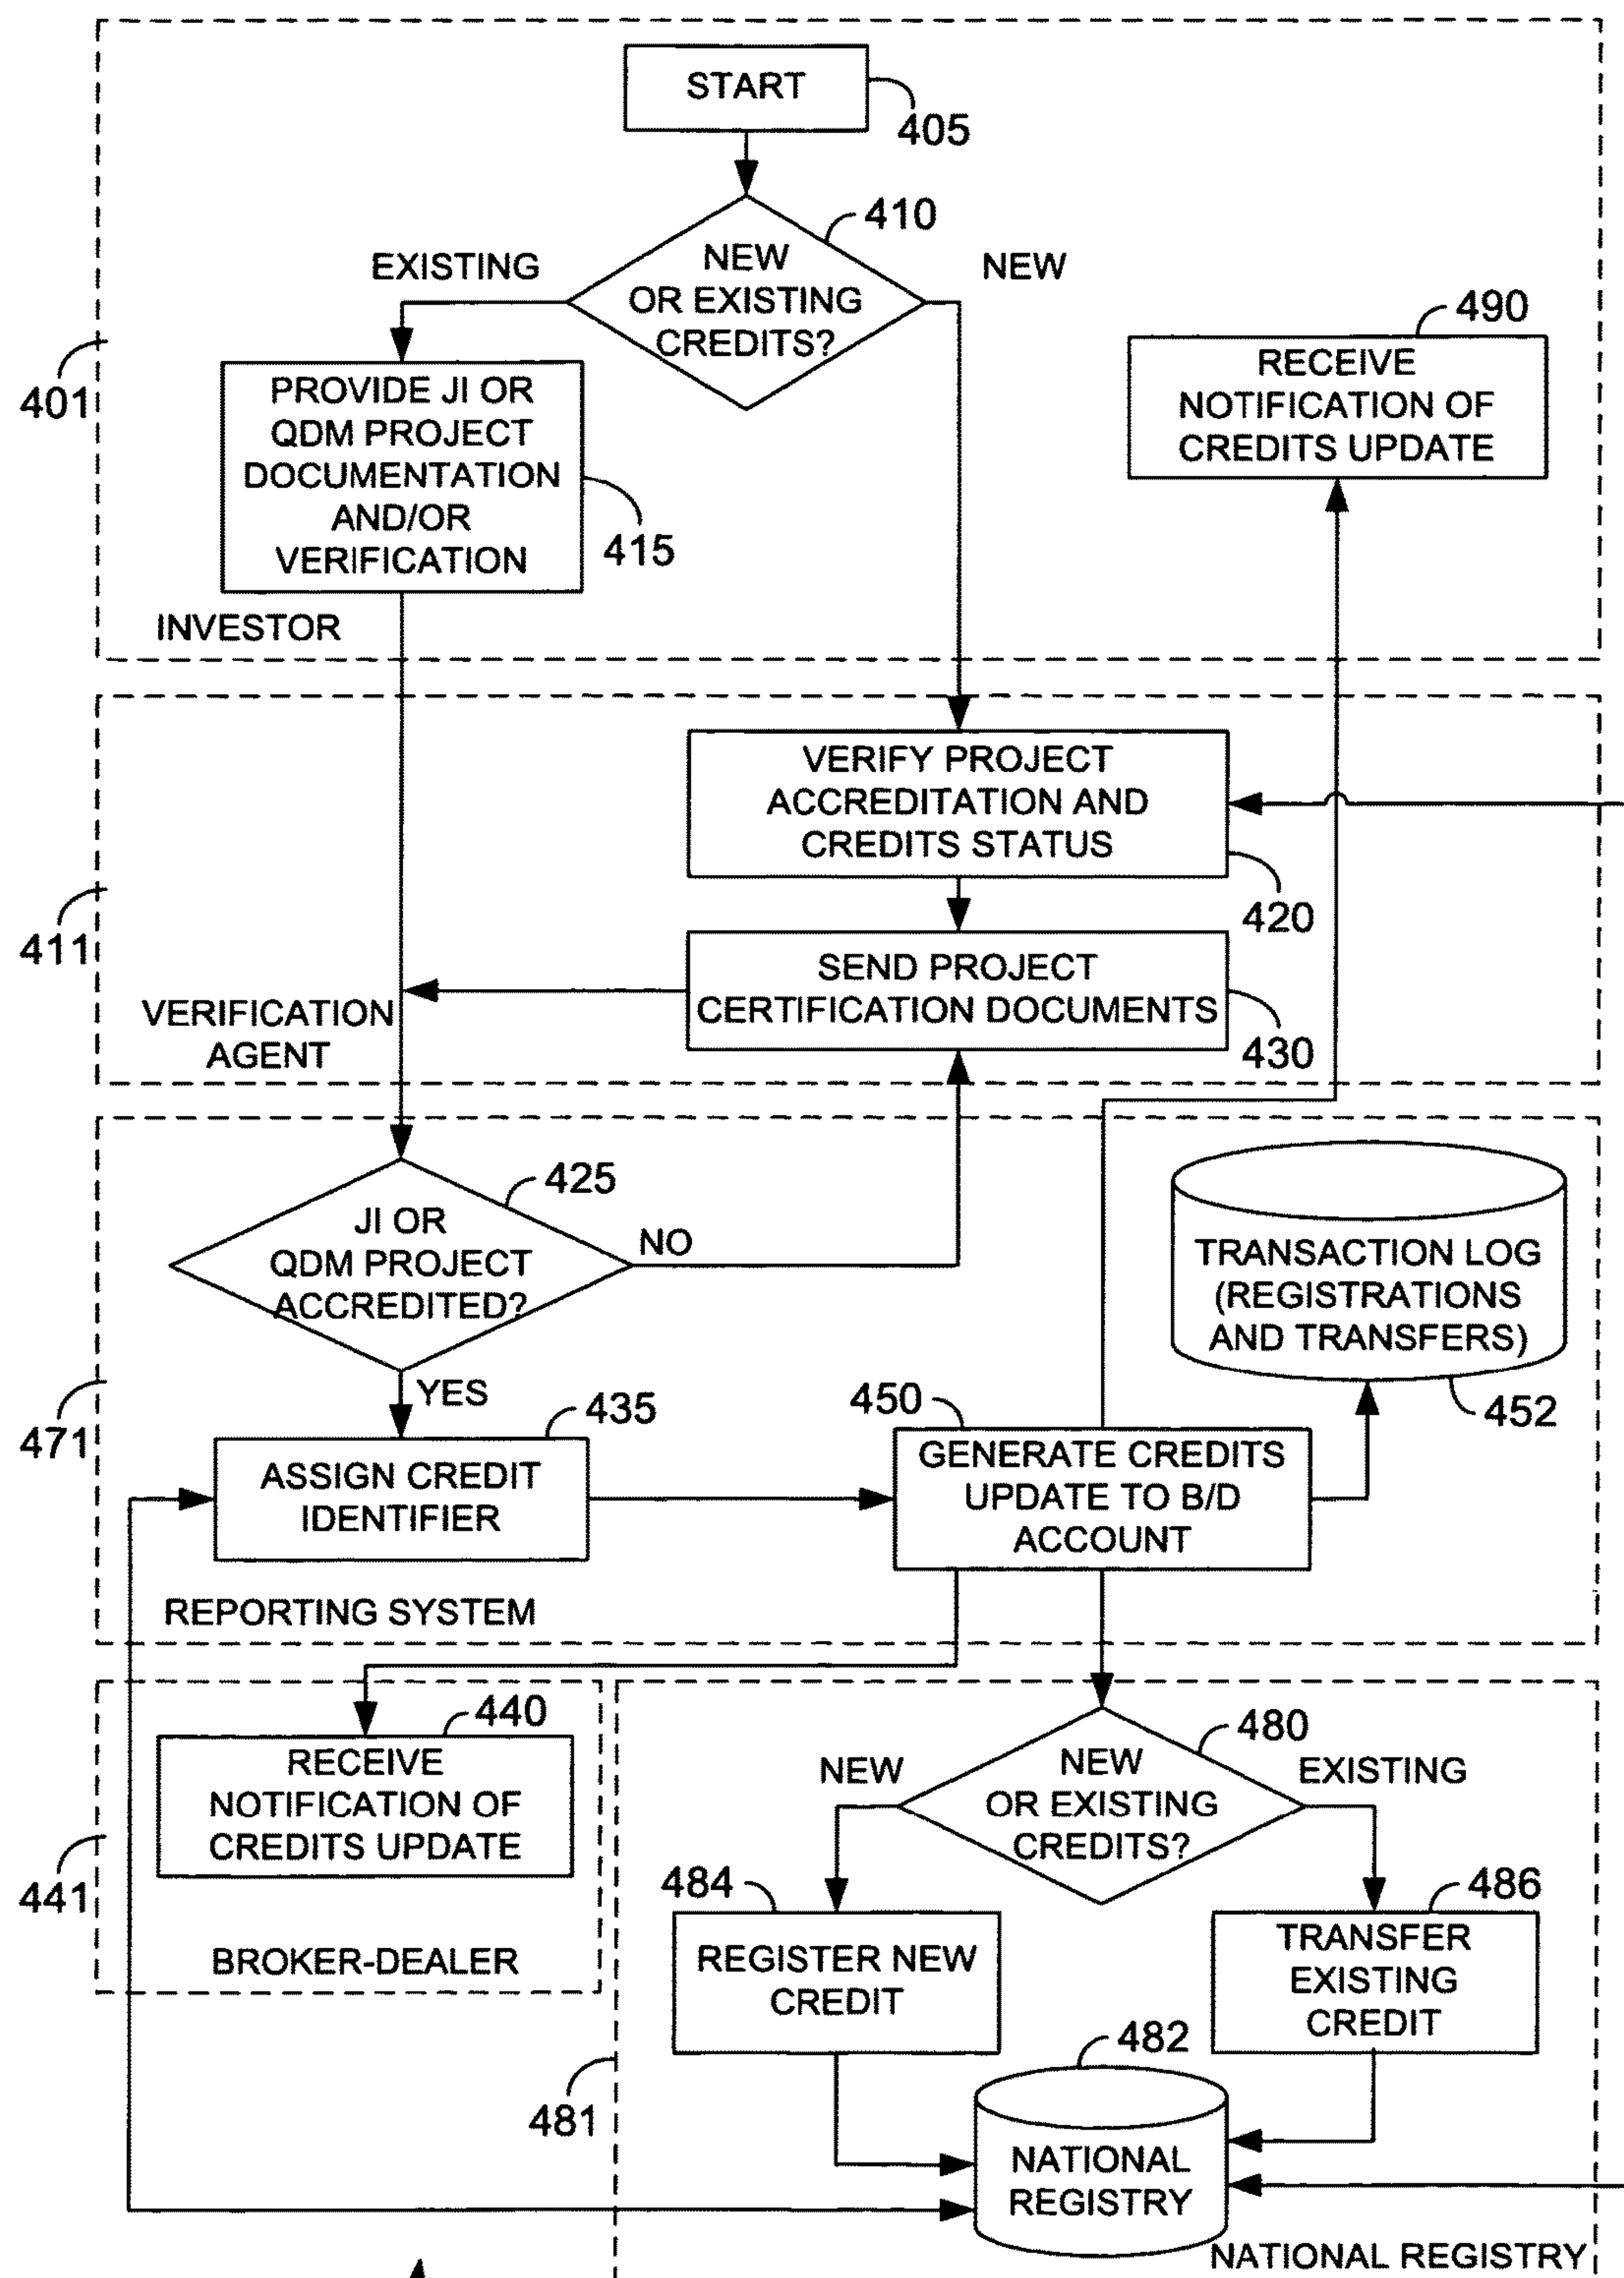 START
405
410
EXISTING
NEW
OR EXISTING
CREDITS?
NEW
490
RECEIVE
NOTIFICATION OF
CREDITS UPDATE
401
PROVIDE JI OR
QDM PROJECT
DOCUMENTATION
AND/OR
VERIFICATION
415
INVESTOR
VERIFY PROJECT
ACCREDITATION AND
CREDITS STATUS
420
411
SEND PROJECT
CERTIFICATION DOCUMENTS
430
VERIFICATION
AGENT
425
JI OR
QDM PROJECT
ACCREDITED?
NO
YES
TRANSACTION LOG
(REGISTRATIONS
AND TRANSFERS)
452
471
435
ASSIGN CREDIT
IDENTIFIER
450
GENERATE CREDITS
UPDATE TO B/D
ACCOUNT
REPORTING SYSTEM
440
RECEIVE
NOTIFICATION OF
CREDITS UPDATE
441
BROKER-DEALER
480
NEW
NEW
OR EXISTING
CREDITS?
EXISTING
484
REGISTER NEW
CREDIT
486
TRANSFER
EXISTING
CREDIT
482
481
NATIONAL
REGISTRY
NATIONAL REGISTRY